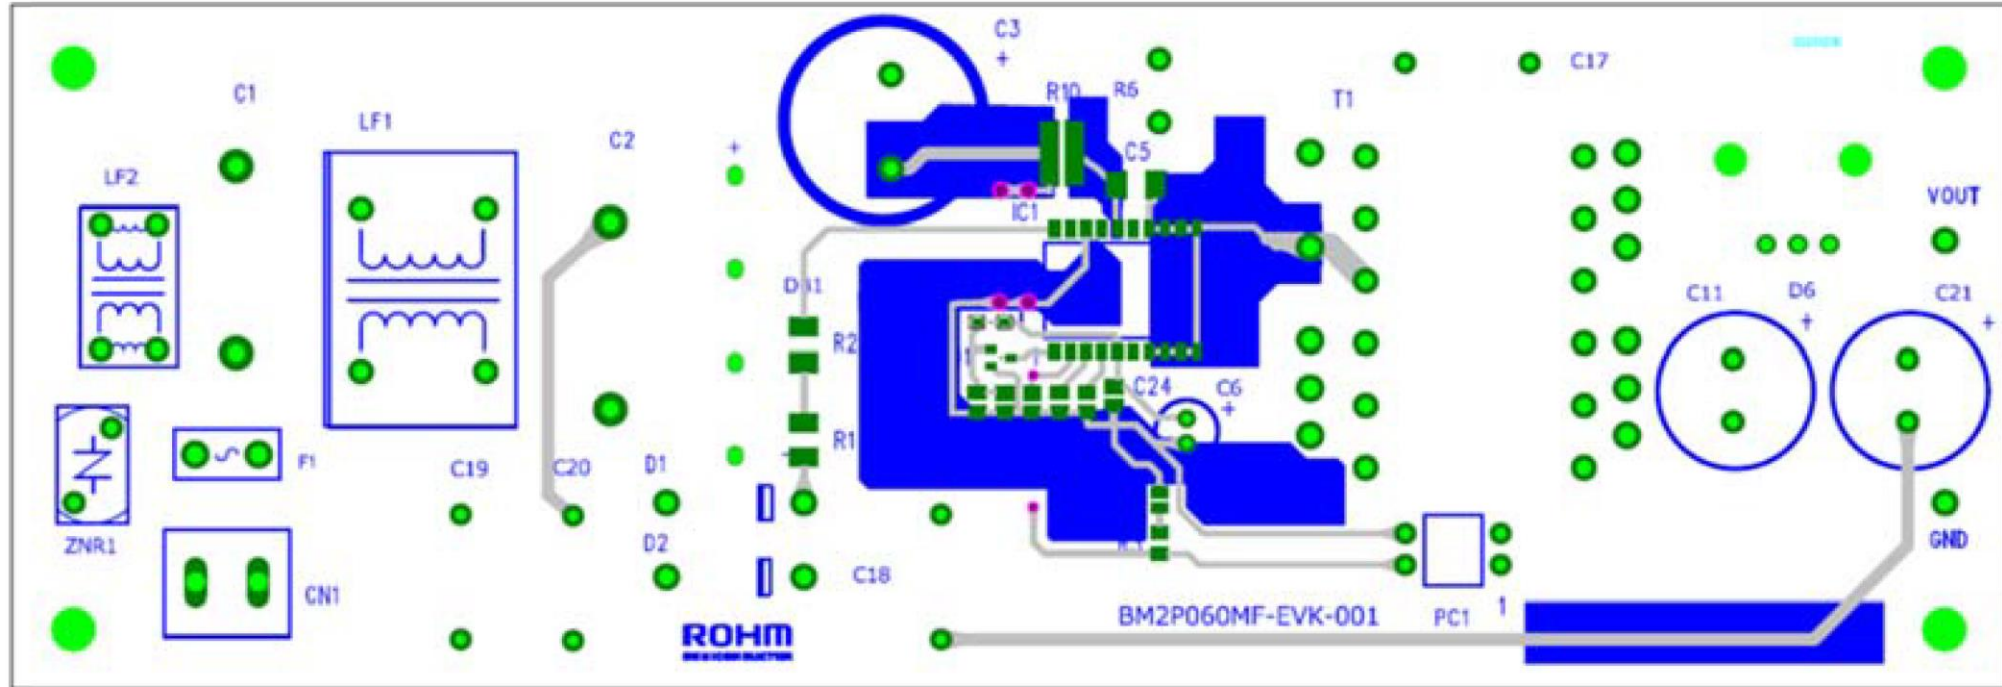 C3
+
C17
C1
R10
R6
T1
LF1
C2
+
C5
LF2
VOUT
IC1
C11
D6
+
C21
+
R2
C24
C6
+
R1
F1
C19
C20
D1
ZNR1
D2
GND
C18
CN1
BM2P060MF-EVK-001
PC1
1
ROHM
SEMICONDUCTOR